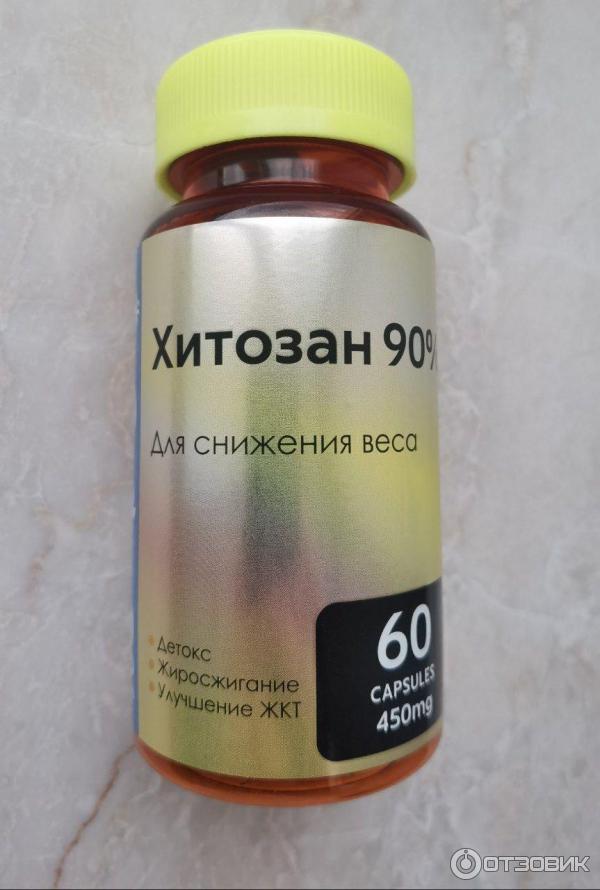 Хитозан 90%
Для снижения веса
Детокс
Жиросжигание
Улучшение ЖКТ
60
CAPSULES
450mg
ОТЗОВИК